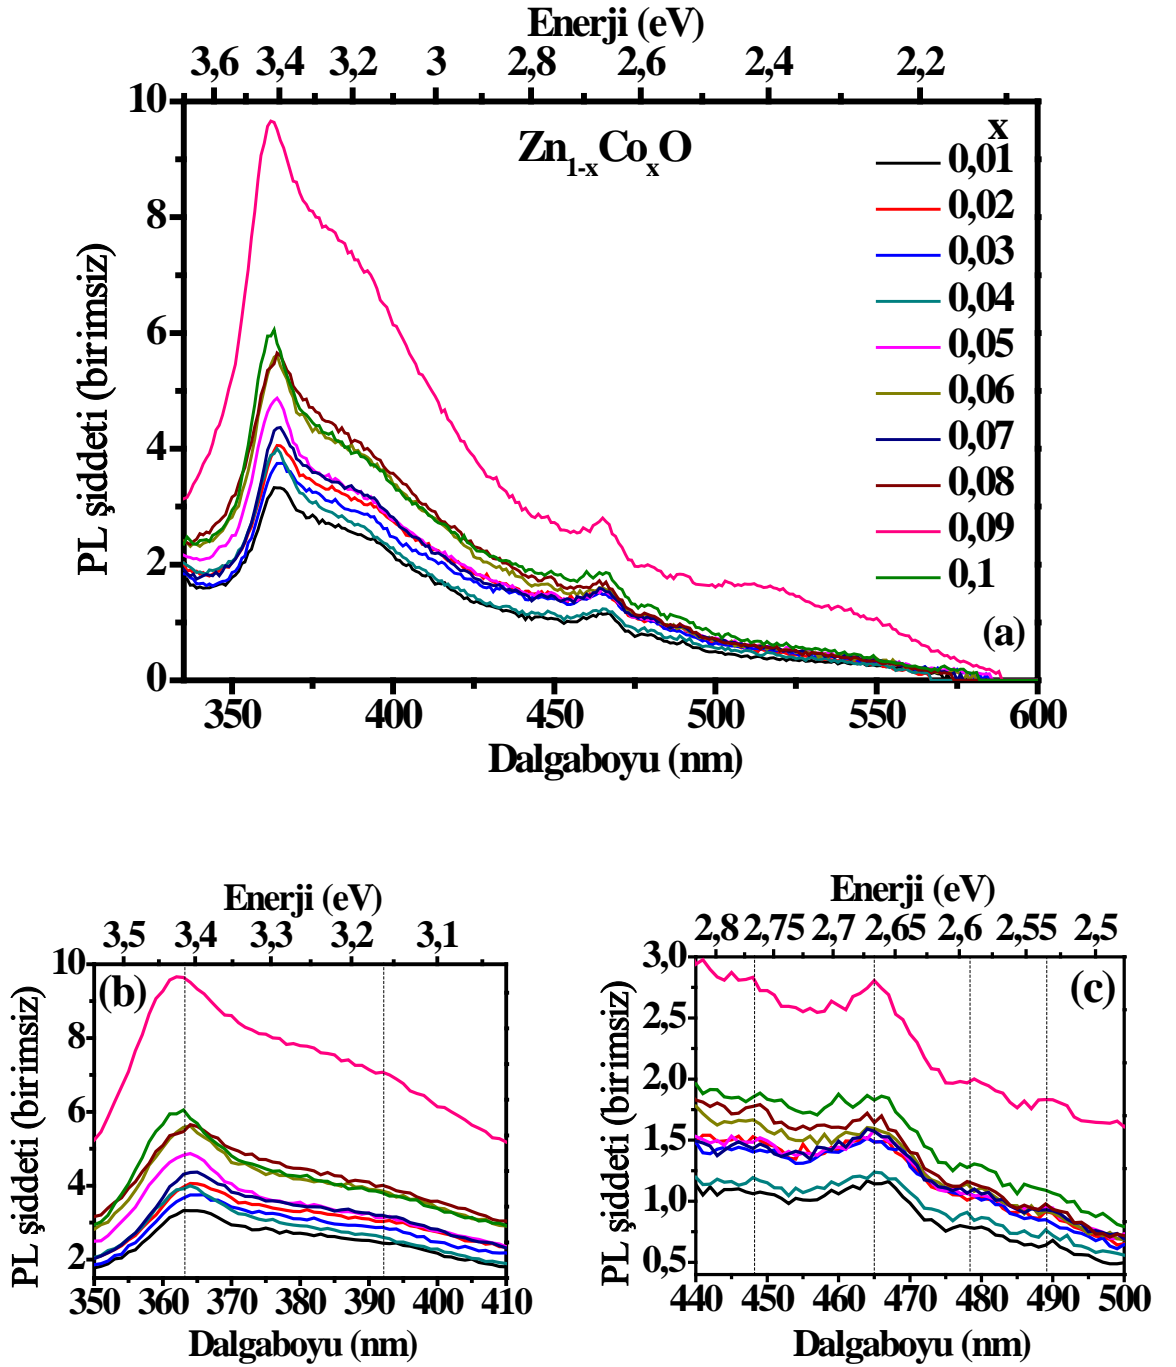 Enerji (eV)
3,6 3,4 3,2 3 2,8 2,6 2,4 2,2
10
8
6
4
2
0
PL şiddeti (birimsiz)
Zn1-xCoxO
x
0,01
0,02
0,03
0,04
0,05
0,06
0,07
0,08
0,09
0,1
(a)
350 400 450 500 550 600
Dalgaboyu (nm)
Enerji (eV)
3,5 3,4 3,3 3,2 3,1
10
8
6
4
2
PL şiddeti (birimsiz)
(b)
350 360 370 380 390 400 410
Dalgaboyu (nm)
Enerji (eV)
2,8 2,75 2,7 2,65 2,6 2,55 2,5
3,0
2,5
2,0
1,5
1,0
0,5
PL şiddeti (birimsiz)
(c)
440 450 460 470 480 490 500
Dalgaboyu (nm)